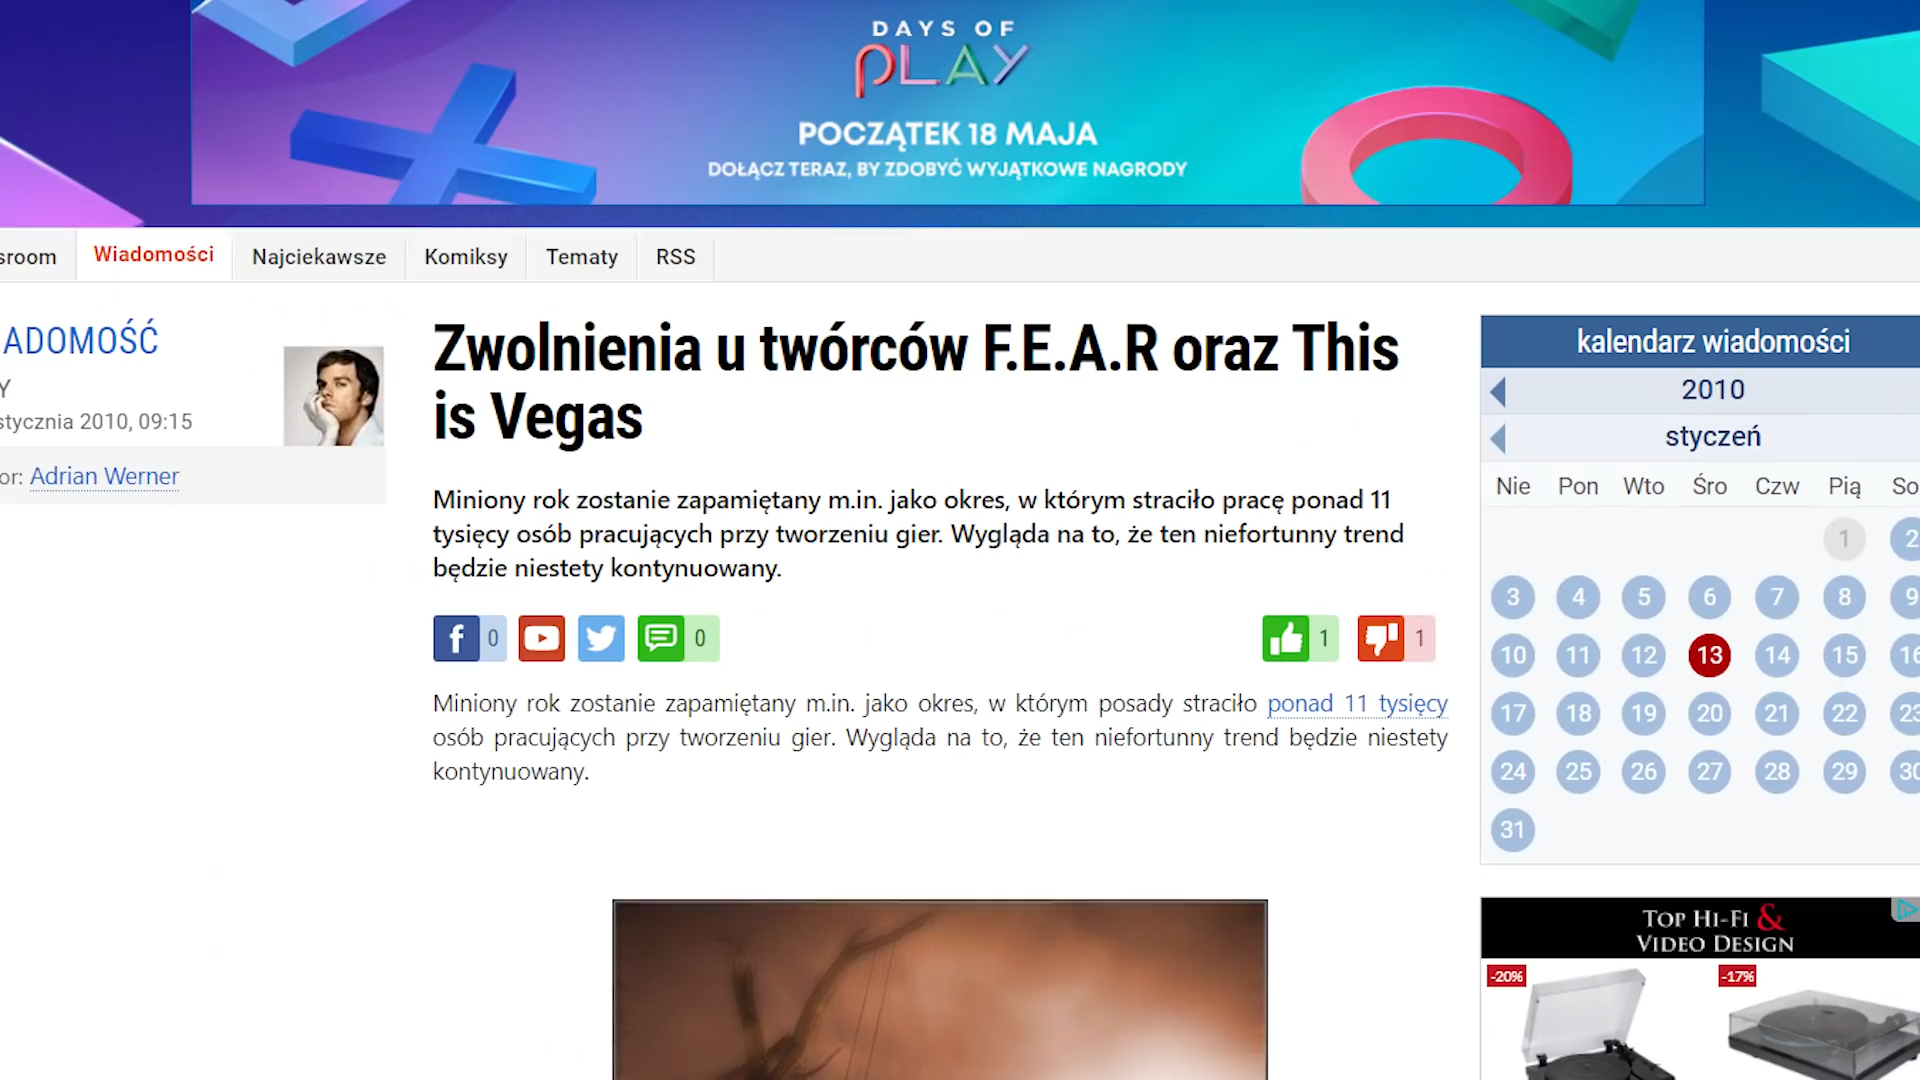 DAYS OF
PLAY
POCZĄTEK 18 MAJA
DOŁĄCZ TERAZ, BY ZDOBYĆ WYJĄTKOWE NAGRODY
sroom Wiadomości Najciekawsze Komiksy Tematy RSS
ADOMOŚĆ
Y
stycznia 2010, 09:15
or: Adrian Werner
Zwolnienia u twórców F.E.A.R oraz This
is Vegas
Miniony rok zostanie zapamiętany m.in. jako okres, w którym straciło pracę ponad 11
tysięcy osób pracujących przy tworzeniu gier. Wygląda na to, że ten niefortunny trend
będzie niestety kontynuowany.
0 0 1 1
Miniony rok zostanie zapamiętany m.in. jako okres, w którym posady straciło ponad 11 tysięcy
osób pracujących przy tworzeniu gier. Wygląda na to, że ten niefortunny trend będzie niestety
kontynuowany.
kalendarz wiadomości
2010
styczeń
Nie Pon Wto Śro Czw Pią So
1 2
3 4 5 6 7 8 9
10 11 12 13 14 15 16
17 18 19 20 21 22 23
24 25 26 27 28 29 30
31
TOP HI-FI &
VIDEO DESIGN
-20% -17%